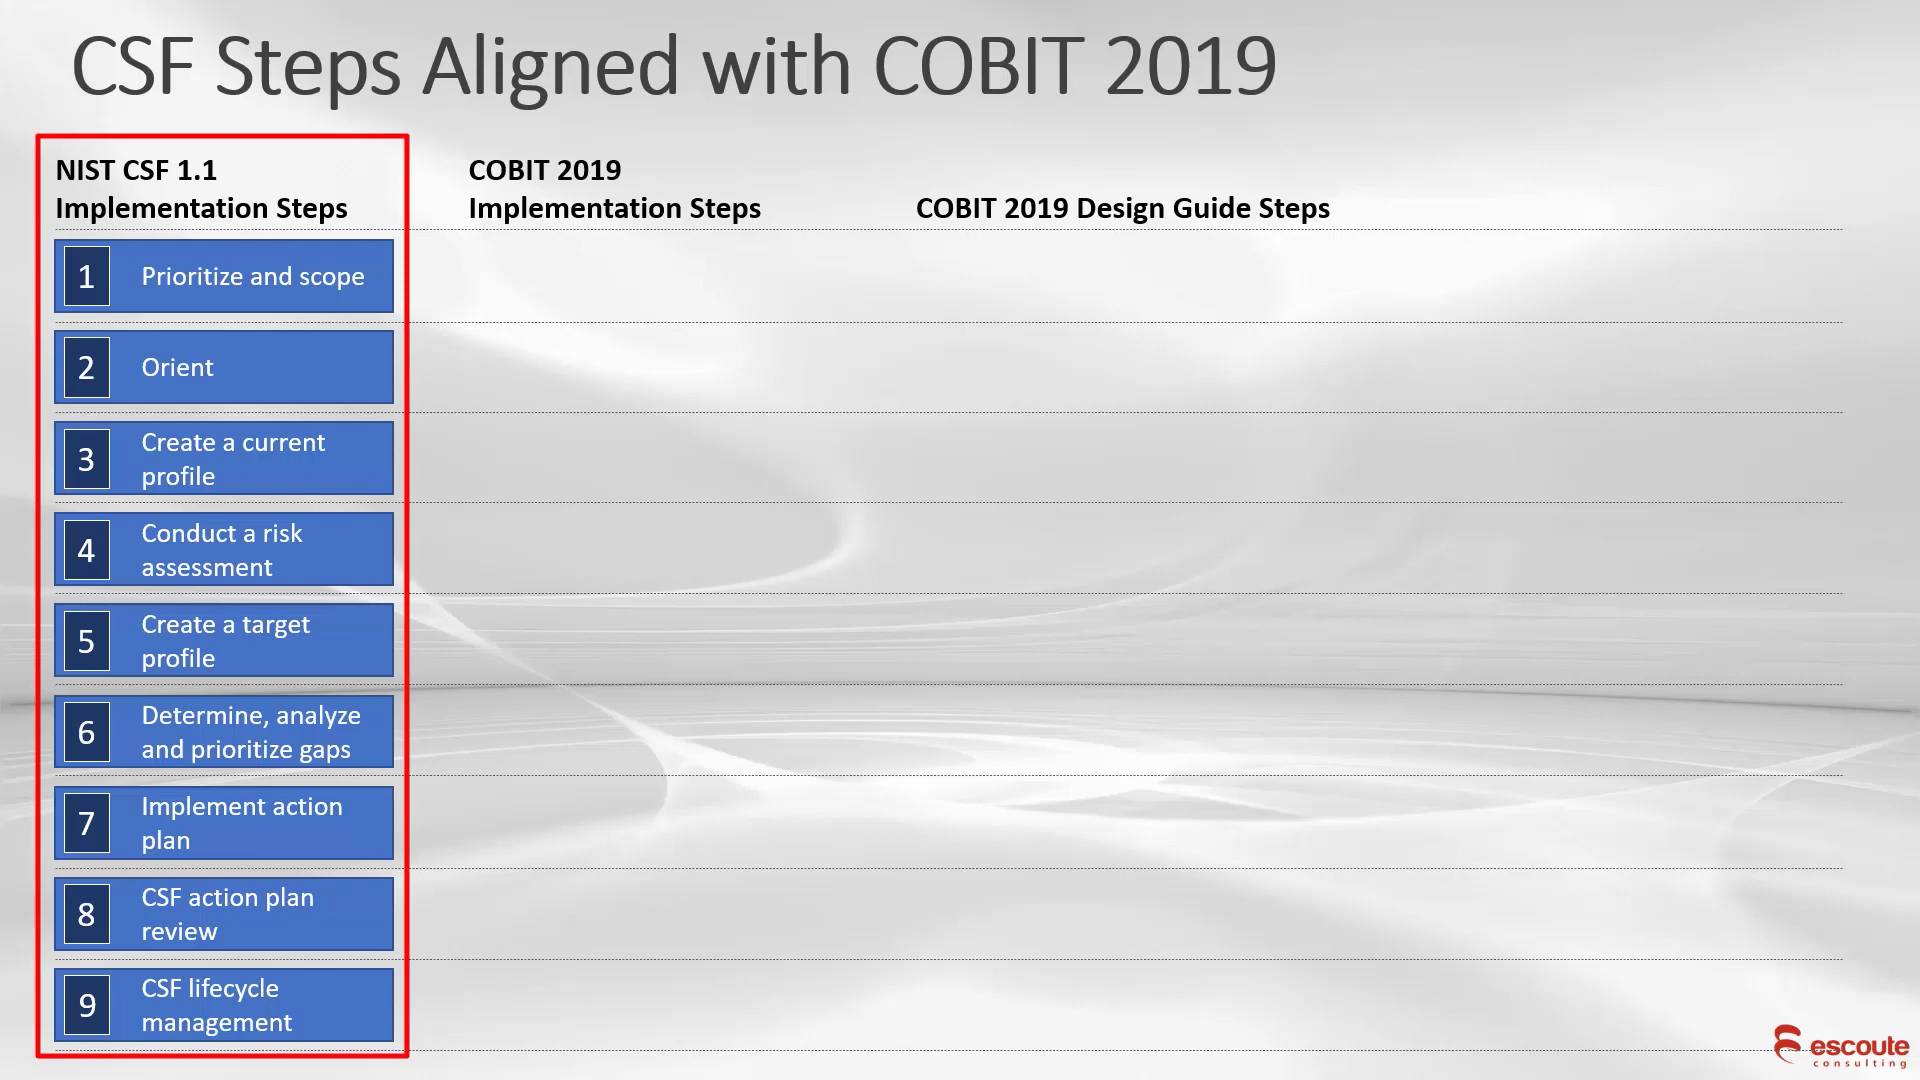 CSF Steps Aligned with COBIT 2019
NIST CSF 1.1
Implementation Steps
COBIT 2019
Implementation Steps
COBIT 2019 Design Guide Steps
1
Prioritize and scope
2
Orient
3
Create a current
profile
4
Conduct a risk
assessment
5
Create a target
profile
6
Determine, analyze
and prioritize gaps
7
Implement action
plan
8
CSF action plan
review
9
CSF lifecycle
management
escoute
consulting